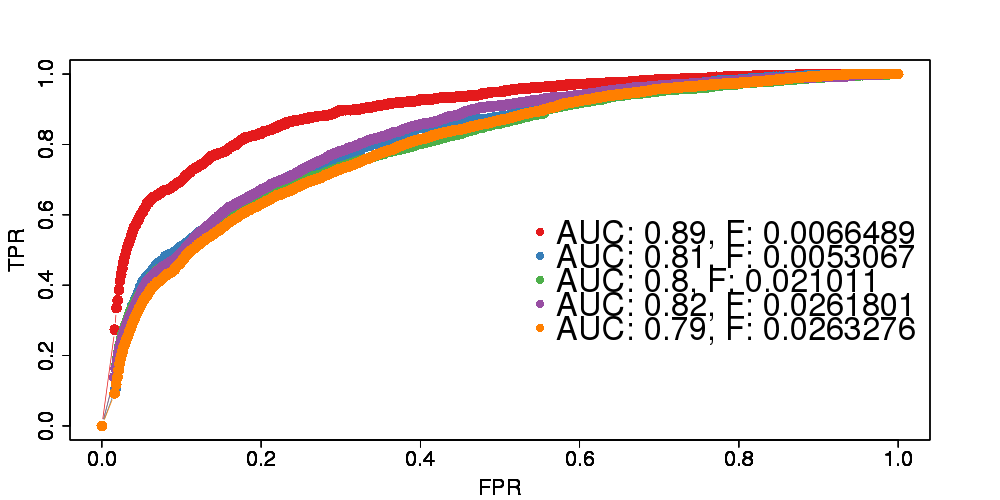 1.0
0.8
0.6
0.4
0.2
0.0
TPR
AUC: 0.89, F: 0.0066489
AUC: 0.81, F: 0.0053067
AUC: 0.8, F: 0.021011
AUC: 0.82, F: 0.0261801
AUC: 0.79, F: 0.0263276
0.0 0.2 0.4 0.6 0.8 1.0
FPR